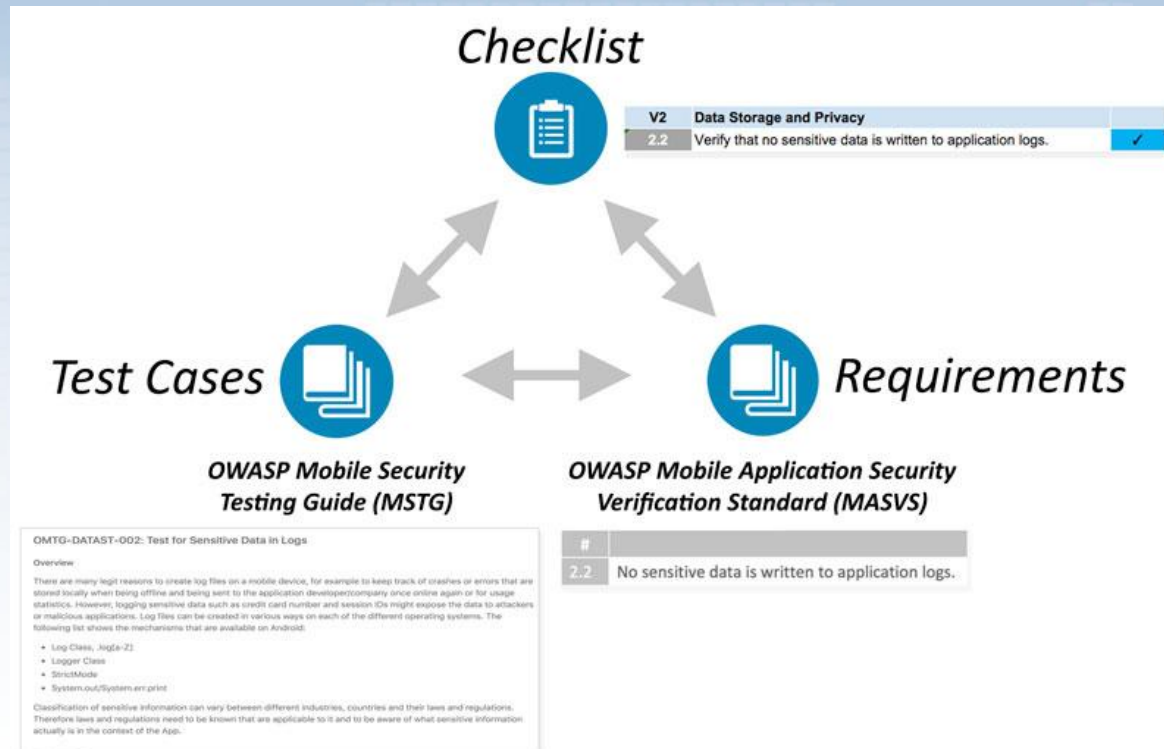 Checklist
V2 Data Storage and Privacy
2.2 Verify that no sensitive data is written to application logs. ✓
Test Cases
Requirements
OWASP Mobile Security
Testing Guide (MSTG)
OWASP Mobile Application Security
Verification Standard (MASVS)
OMTG-DATAST-002: Test for Sensitive Data in Logs
Overview
There are many legit reasons to create log files on a mobile device, for example to keep track of crashes or errors that are
stored locally when being offline and being sent to the application developer/company once online again or for usage
statistics. However, logging sensitive data such as credit card number and session IDs might expose the data to attackers
or malicious applications. Log files can be created in various ways on each of the different operating systems. The
following list shows the mechanisms that are available on Android:
• Log Class, .log[a-Z]
• Logger Class
• StrictMode
• System.out/System.err.print
Classification of sensitive information can vary between different industries, countries and their laws and regulations.
Therefore laws and regulations need to be known that are applicable to it and to be aware of what sensitive information
actually is in the context of the App.
#
2.2 No sensitive data is written to application logs.